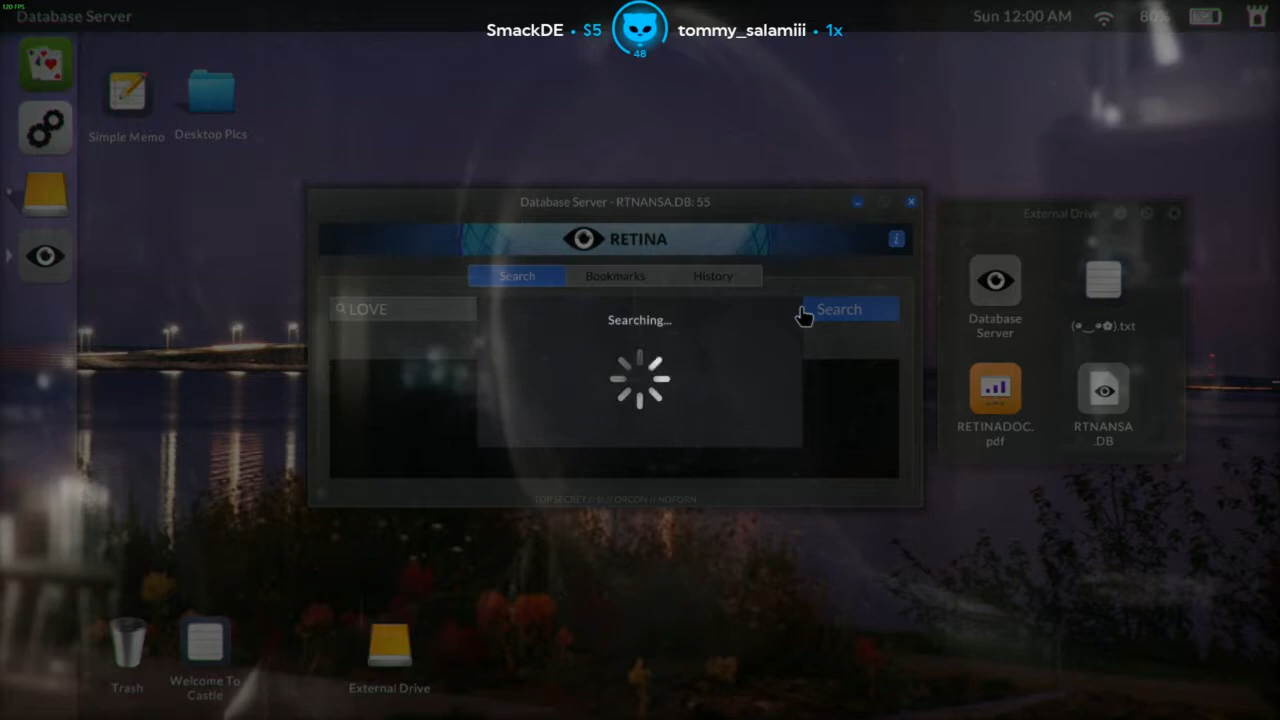 120 FPS
Database Server
SmackDE • $5
48
tommy_salamiii • 1x
Sun 12:00 AM
80%
Simple Memo
Desktop Pics
Database Server - RTNANSA.DB: 55
RETINA
i
Search
Bookmarks
History
LOVE
Search
Searching...
TOP SECRET // SI // ORCON // NOFORN
External Drive
Database
Server
(◕‿◕✿).txt
RETINADOC.
pdf
RTNANSA
.DB
Trash
Welcome To
Castle
External Drive